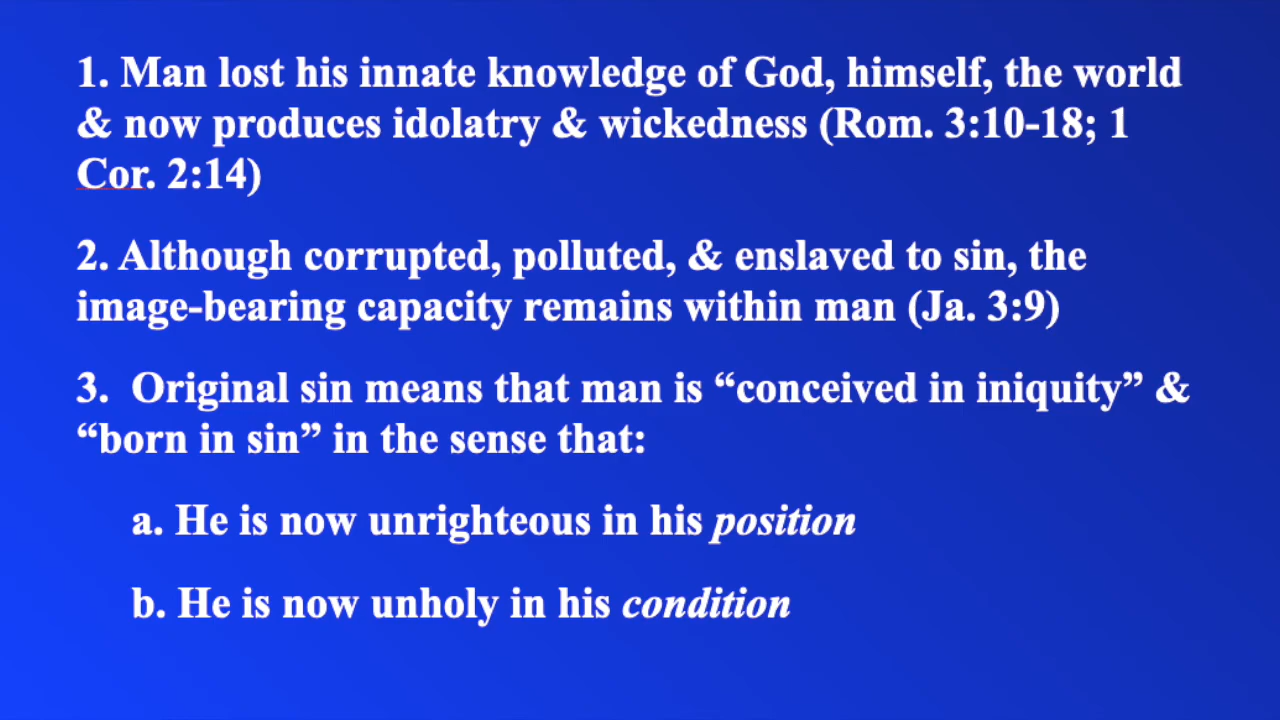 1. Man lost his innate knowledge of God, himself, the world
& now produces idolatry & wickedness (Rom. 3:10-18; 1
Cor. 2:14)
2. Although corrupted, polluted, & enslaved to sin, the
image-bearing capacity remains within man (Ja. 3:9)
3.  Original sin means that man is “conceived in iniquity” &
“born in sin” in the sense that:
a. He is now unrighteous in his position
b. He is now unholy in his condition